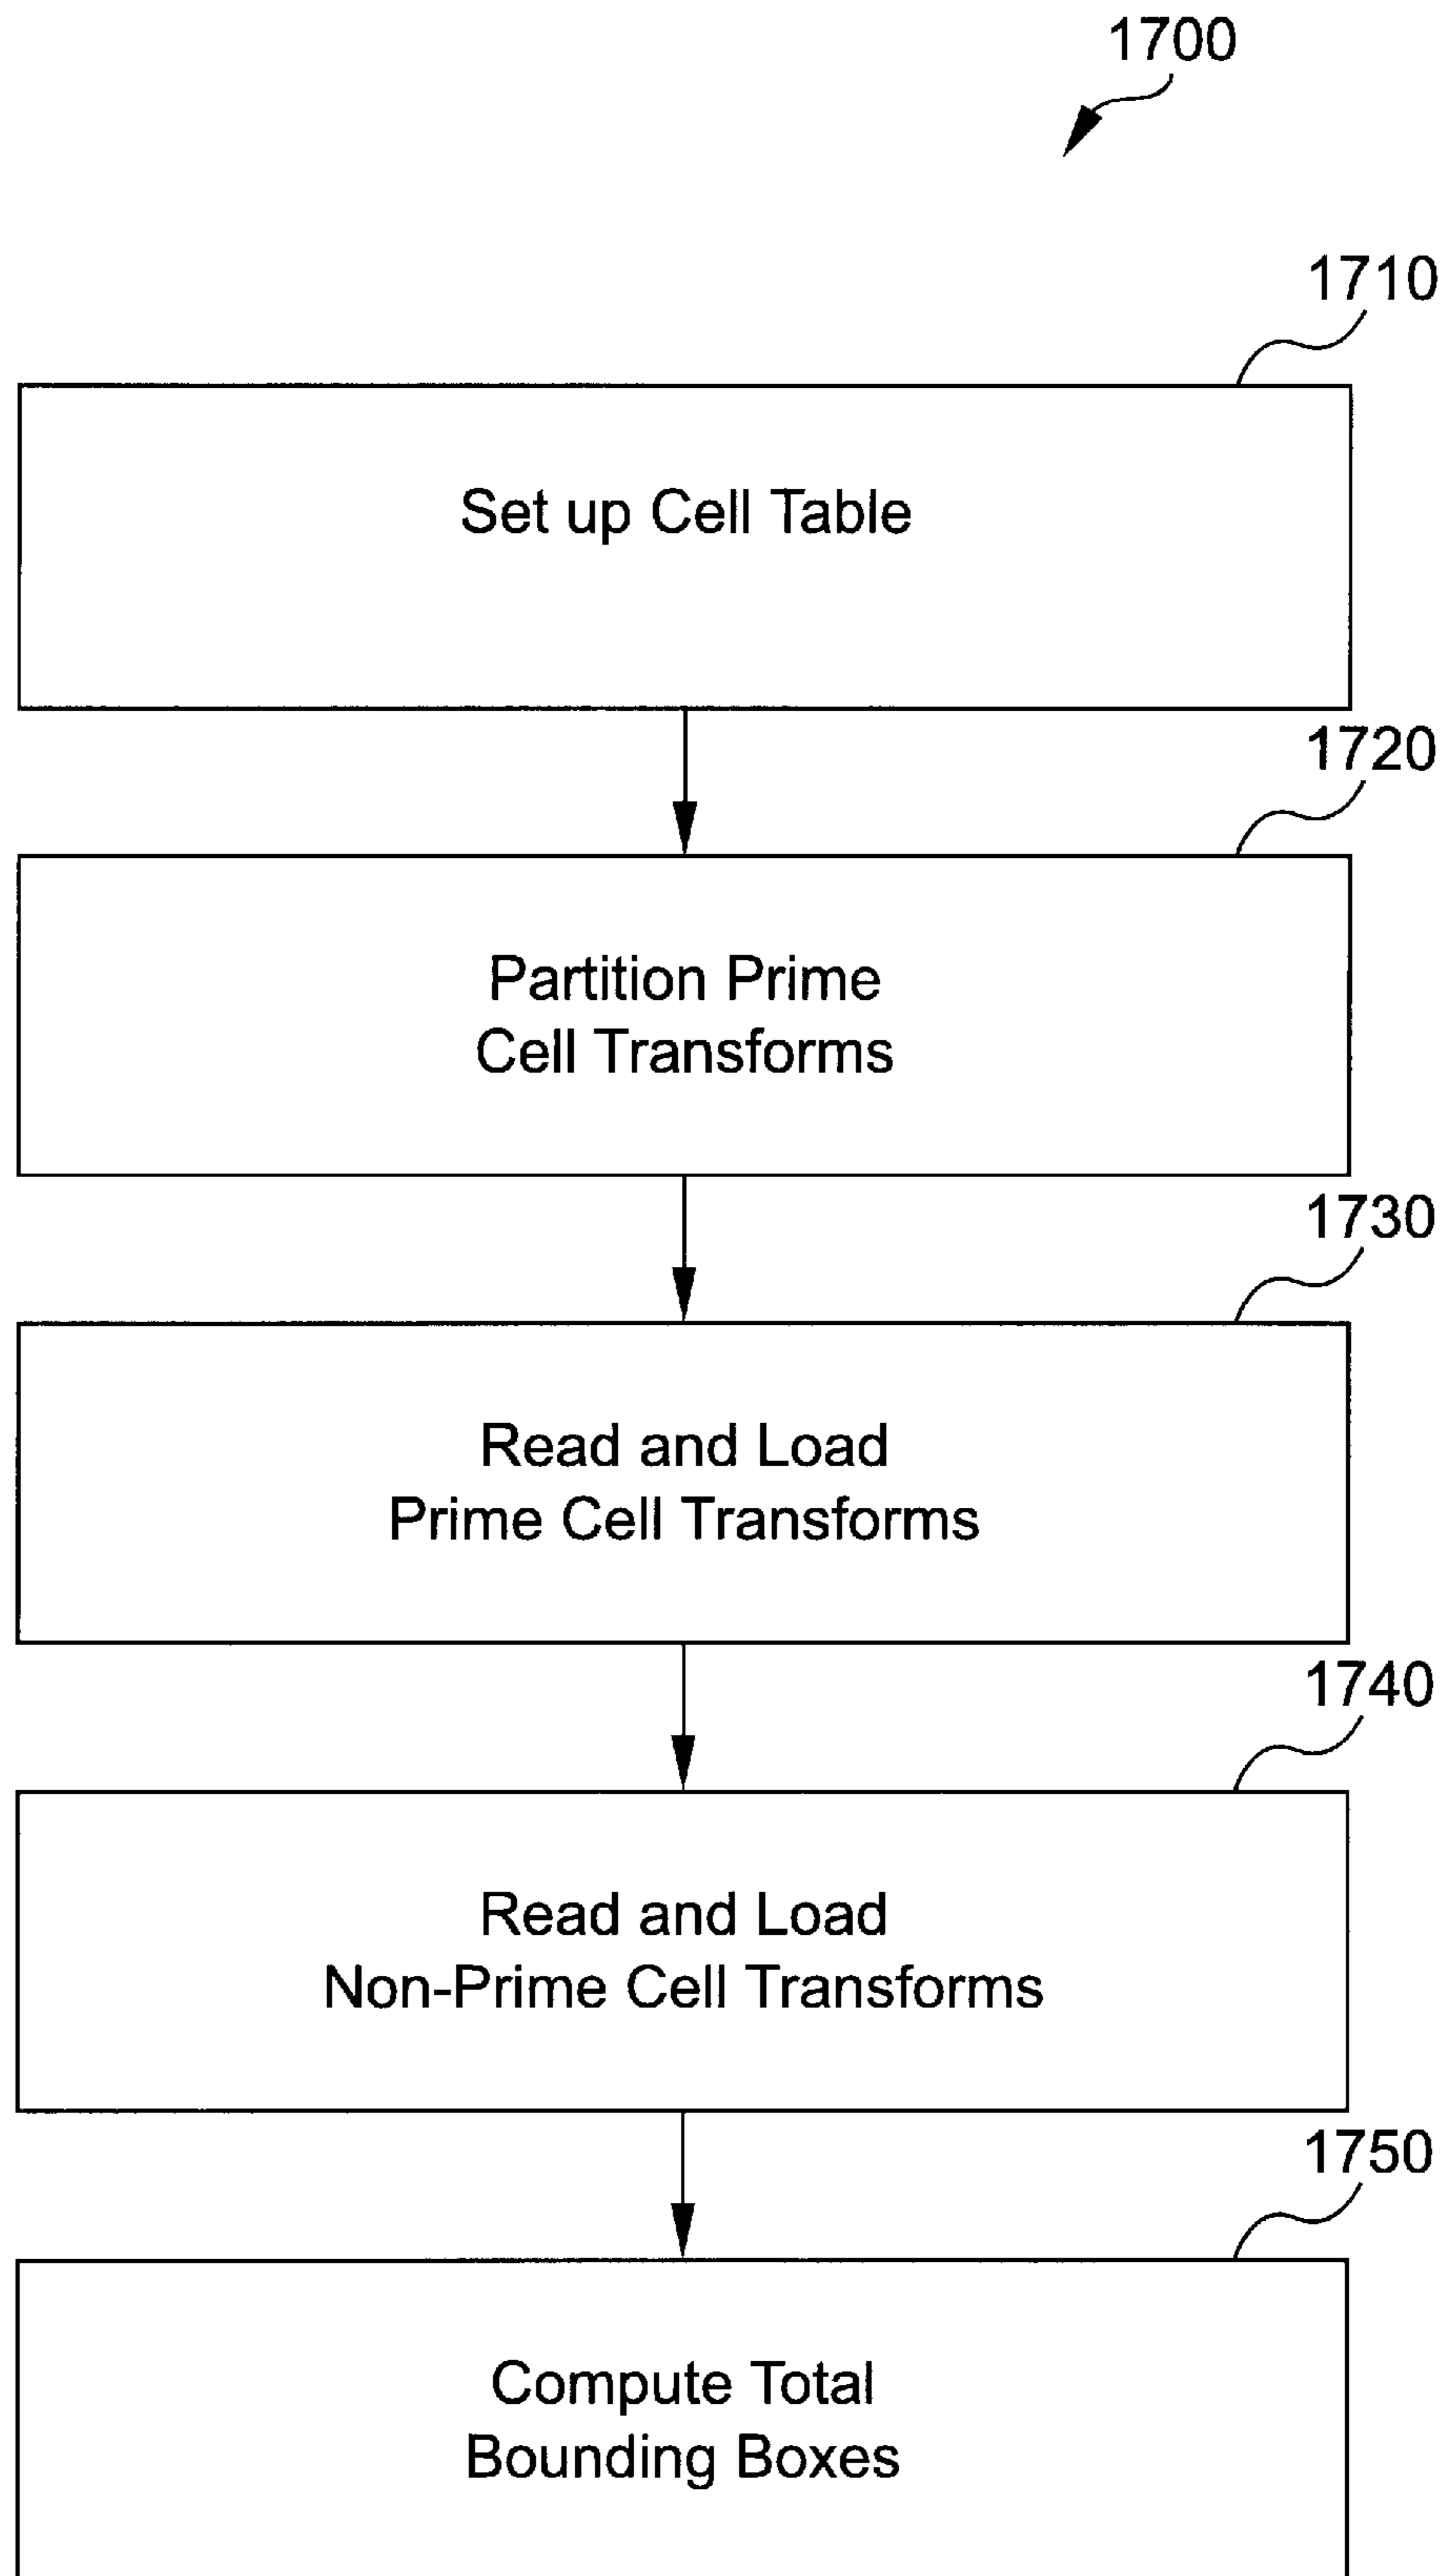 1700
1710
Set up Cell Table
1720
Partition Prime
Cell Transforms
1730
Read and Load
Prime Cell Transforms
1740
Read and Load
Non-Prime Cell Transforms
1750
Compute Total
Bounding Boxes